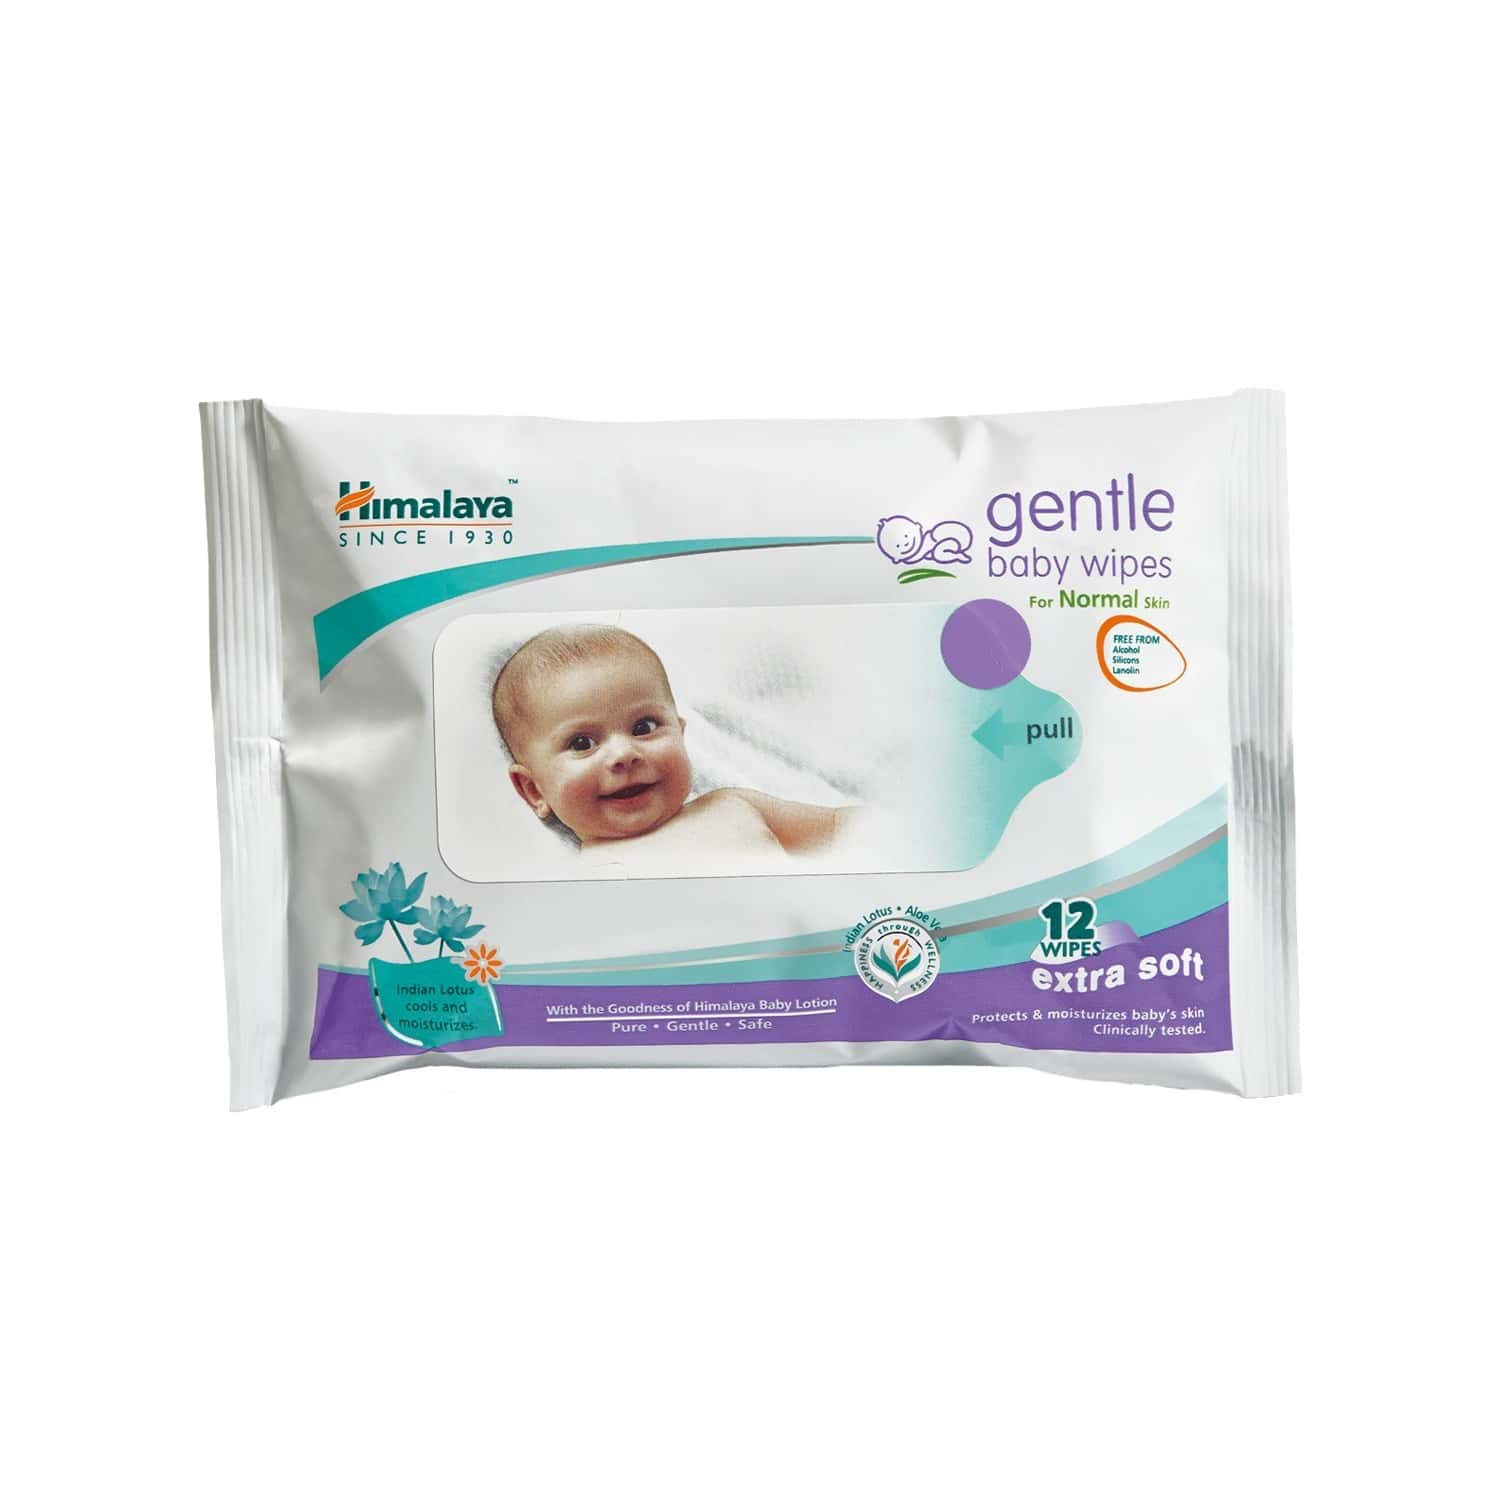 Himalaya™
SINCE 1930
gentle
baby wipes
For Normal Skin
FREE FROM
Alcohol
Silicons
Lanolin
pull
Indian Lotus
cools and
moisturizes.
With the Goodness of Himalaya Baby Lotion
Pure • Gentle • Safe
Indian Lotus • Aloe Vera
HAPPINESS through WELLNESS
12
WIPES
extra soft
Protects & moisturizes baby's skin
Clinically tested.